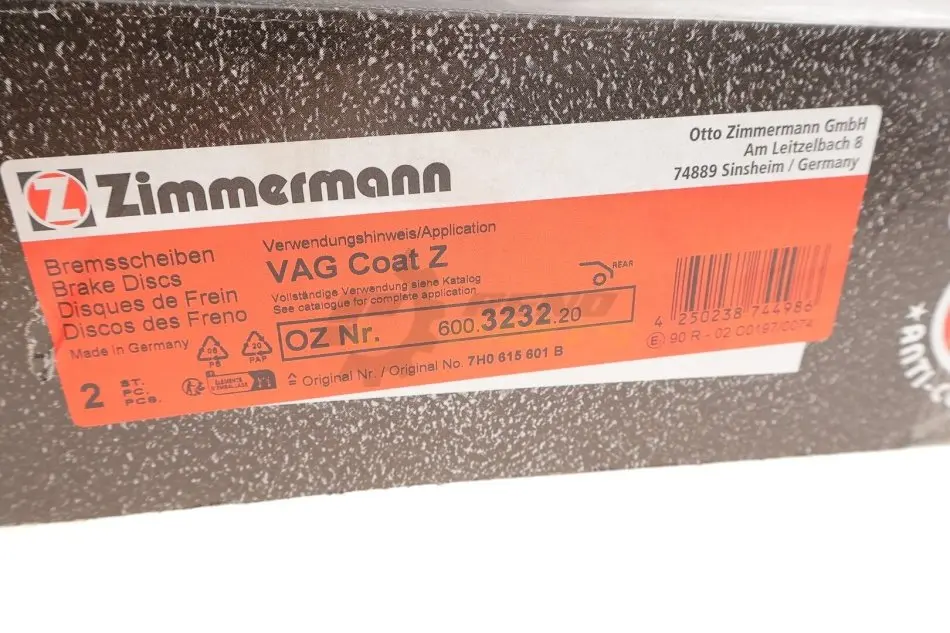 Otto Zimmermann GmbH
Am Leitzelbach 8
74889 Sinsheim / Germany
Z Zimmermann
Bremsscheiben
Brake Discs
Disques de Frein
Discos des Freno
Made in Germany
Verwendungshinweis/Application
VAG Coat Z
Vollständige Verwendung siehe Katalog
See catalogue for complete application
REAR
OZ Nr. 600.3232.20
≙ Original Nr. / Original No. 7H0 615 601 B
4 250238 744986
E 90 R - 02 C0197/0074
20
PAP
2 ST.
PC.
PCS.
ANTI